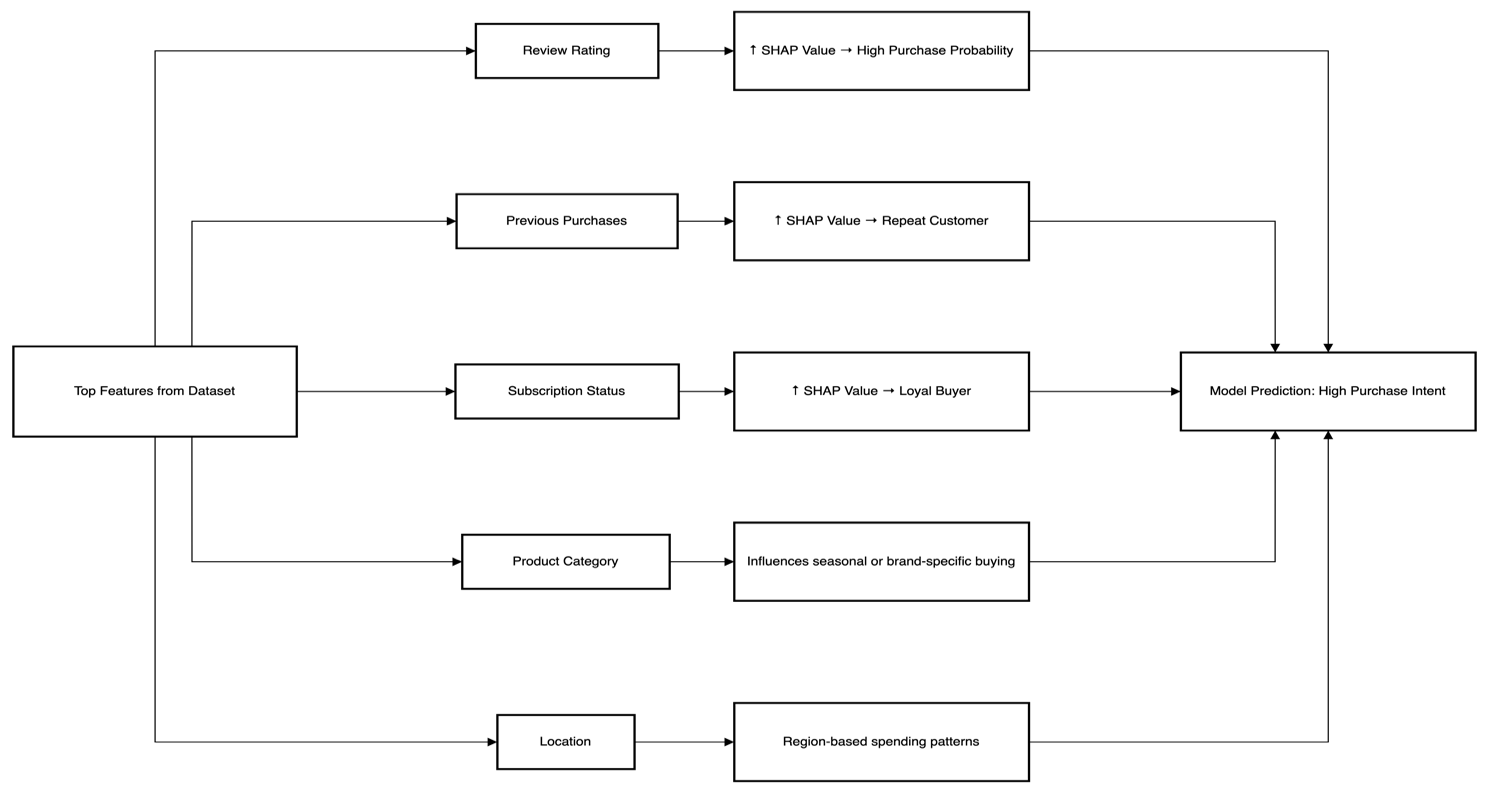 Review Rating
↑ SHAP Value → High Purchase Probability
Previous Purchases
↑ SHAP Value → Repeat Customer
Top Features from Dataset
Subscription Status
↑ SHAP Value → Loyal Buyer
Model Prediction: High Purchase Intent
Product Category
Influences seasonal or brand-specific buying
Location
Region-based spending patterns